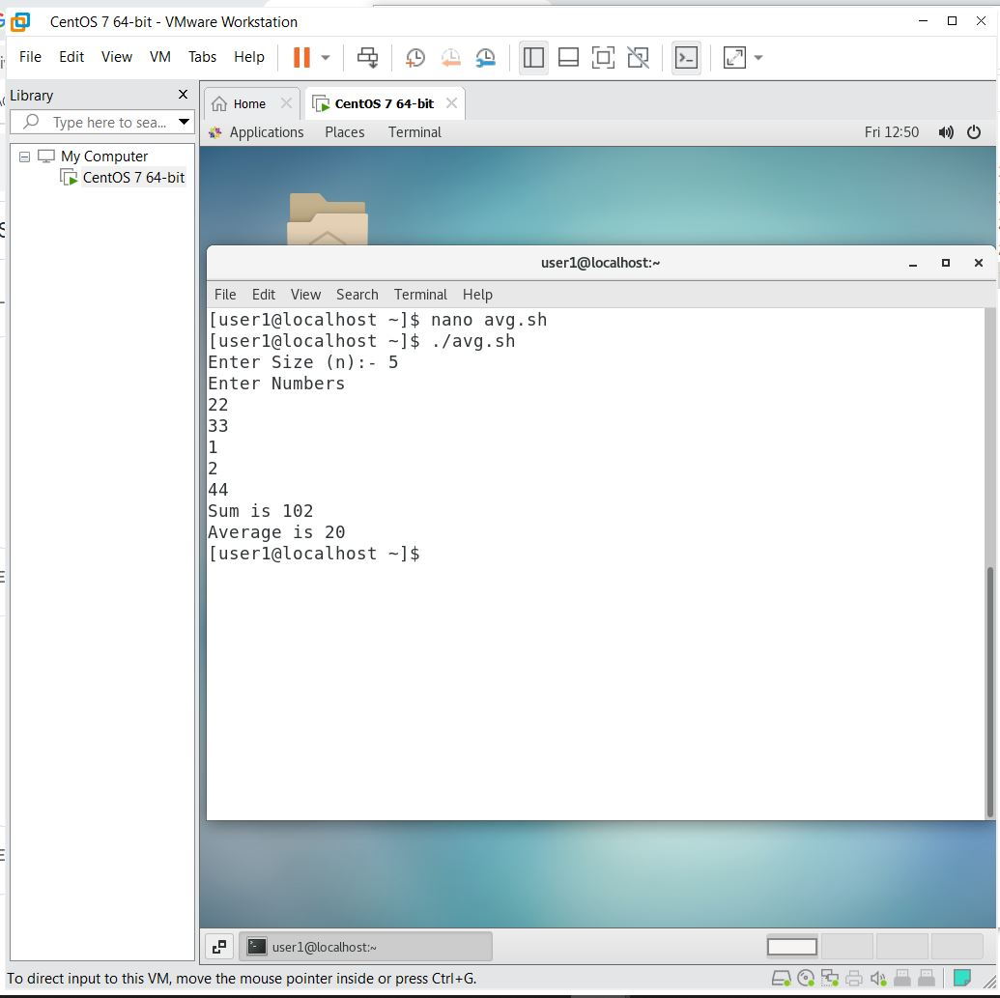 CentOS 7 64-bit - VMware Workstation
File Edit View VM Tabs Help
Library
Type here to sea...
My Computer
CentOS 7 64-bit
Home
CentOS 7 64-bit
Applications Places Terminal Fri 12:50
user1@localhost:~
File Edit View Search Terminal Help
[user1@localhost ~]$ nano avg.sh
[user1@localhost ~]$ ./avg.sh
Enter Size (n):- 5
Enter Numbers
22
33
1
2
44
Sum is 102
Average is 20
[user1@localhost ~]$
user1@localhost:~
To direct input to this VM, move the mouse pointer inside or press Ctrl+G.